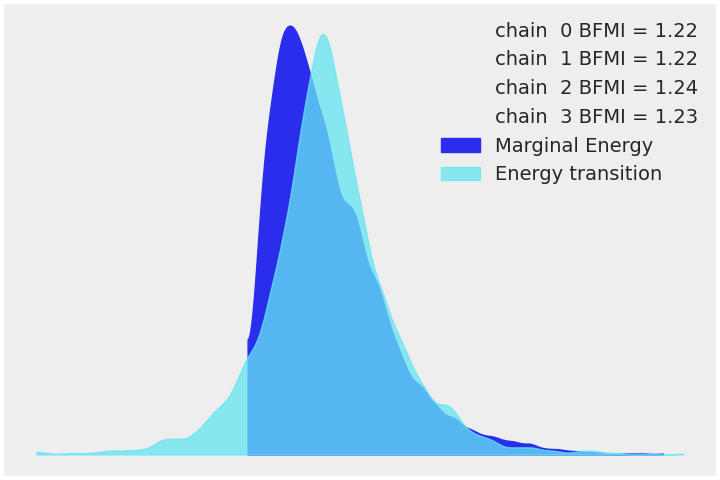 chain  0 BFMI = 1.22
chain  1 BFMI = 1.22
chain  2 BFMI = 1.24
chain  3 BFMI = 1.23
Marginal Energy
Energy transition